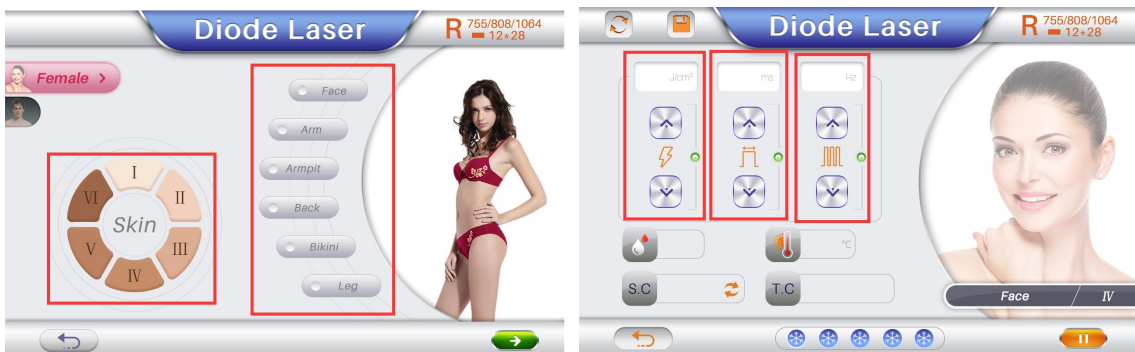 Diode Laser
R 755/808/1064
12*28
Female >
Face
Arm
Armpit
Back
Bikini
Leg
I
II
III
IV
V
VI
Skin
Diode Laser
R 755/808/1064
12*28
J/cm²
ms
Hz
°C
S.C
T.C
Face / IV